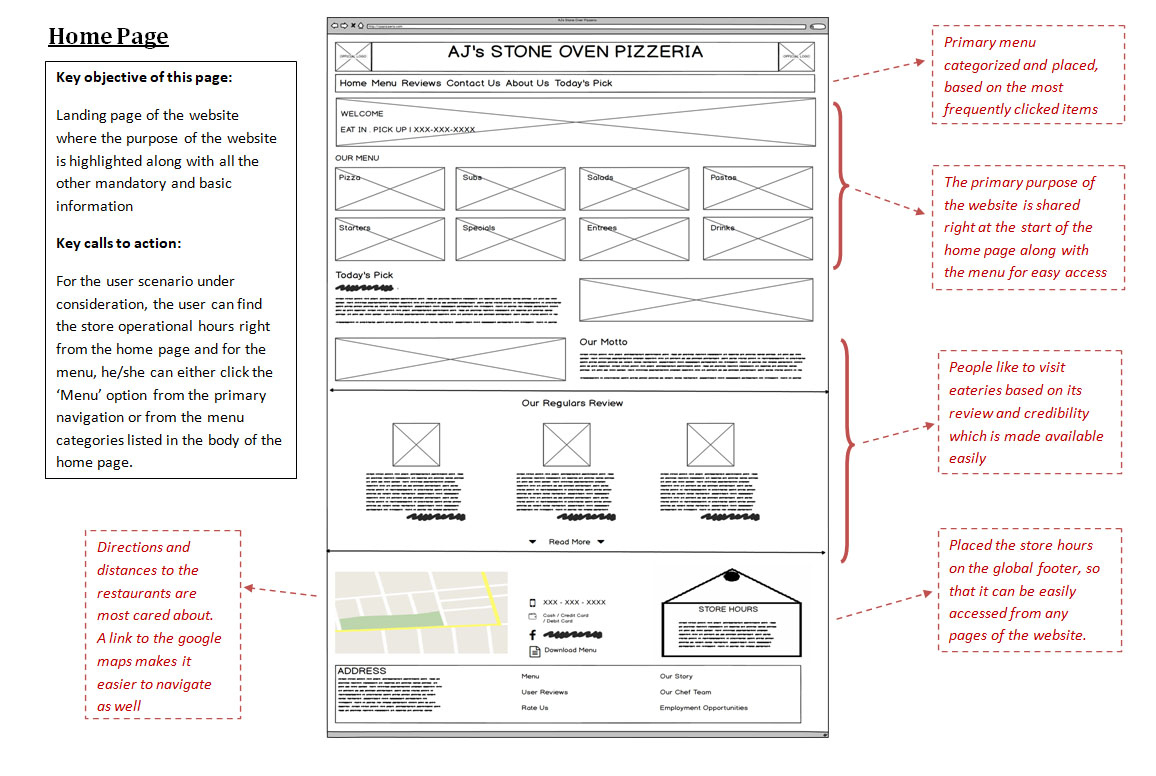 Home Page
Key objective of this page:
Landing page of the website
where the purpose of the website
is highlighted along with all the
other mandatory and basic
information
Key calls to action:
For the user scenario under
consideration, the user can find
the store operational hours right
from the home page and for the
menu, he/she can either click the
‘Menu’ option from the primary
navigation or from the menu
categories listed in the body of the
home page.
Directions and
distances to the
restaurants are
most cared about.
A link to the google
maps makes it
easier to navigate
as well
AJ's Stone Oven Pizzeria
OFFICIAL LOGO
AJ's STONE OVEN PIZZERIA
OFFICIAL LOGO
Home Menu Reviews Contact Us About Us Today's Pick
WELCOME
EAT IN . PICK UP I XXX-XXX-XXXX
OUR MENU
Pizza Subs Salads Pastas
Starters Specials Entrees Drinks
Today's Pick
Our Motto
Our Regulars Review
Read More
XXX - XXX - XXXX
Cash / Credit Card
/ Debit Card
Download Menu
STORE HOURS
ADDRESS
Menu
User Reviews
Rate Us
Our Story
Our Chef Team
Employment Opportunities
Primary menu
categorized and placed,
based on the most
frequently clicked items
The primary purpose of
the website is shared
right at the start of the
home page along with
the menu for easy access
People like to visit
eateries based on its
review and credibility
which is made available
easily
Placed the store hours
on the global footer, so
that it can be easily
accessed from any
pages of the website.